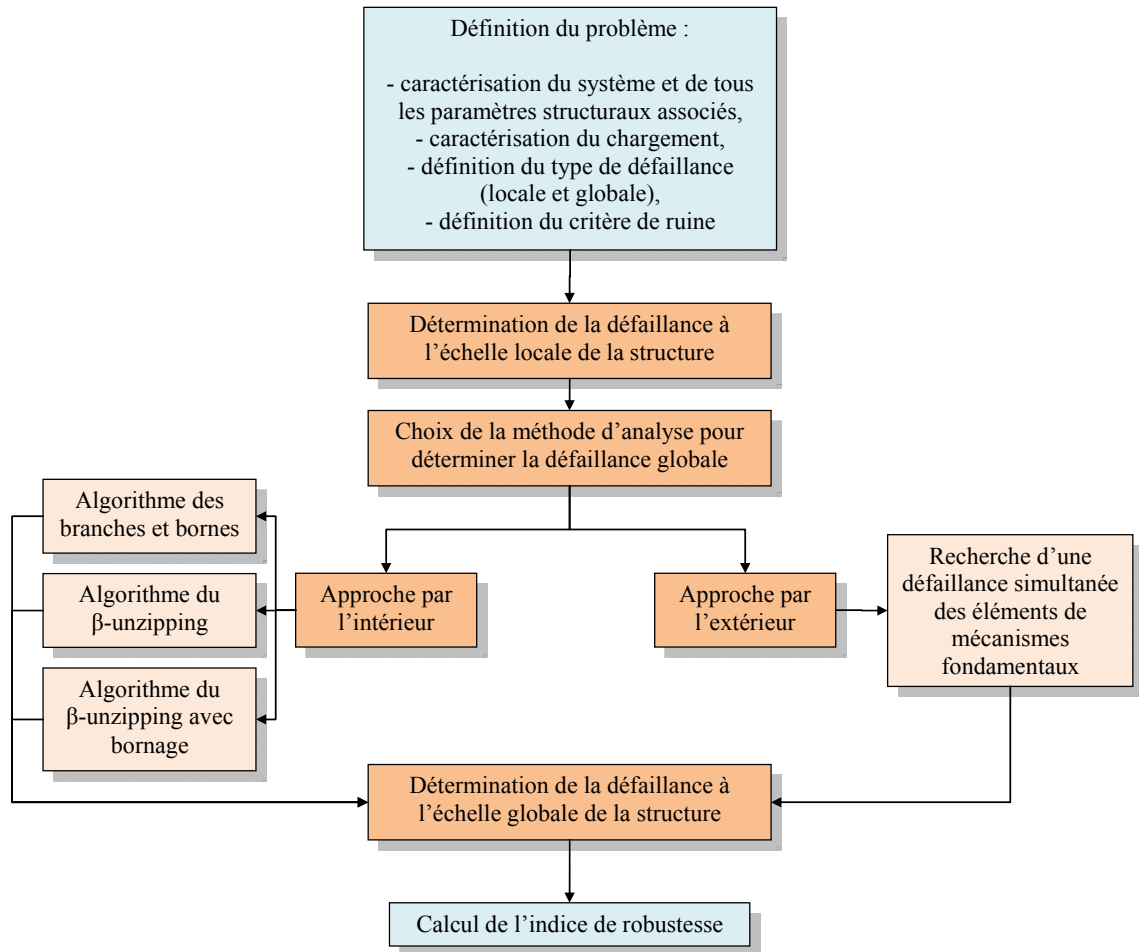 Définition du problème :
- caractérisation du système et de tous
les paramètres structuraux associés,
- caractérisation du chargement,
- définition du type de défaillance
(locale et globale),
- définition du critère de ruine
Détermination de la défaillance à
l’échelle locale de la structure
Choix de la méthode d’analyse pour
déterminer la défaillance globale
Algorithme des
branches et bornes
Algorithme du
β-unzipping
Algorithme du
β-unzipping avec
bornage
Approche par
l’intérieur
Approche par
l’extérieur
Recherche d’une
défaillance simultanée
des éléments de
mécanismes
fondamentaux
Détermination de la défaillance à
l’échelle globale de la structure
Calcul de l’indice de robustesse